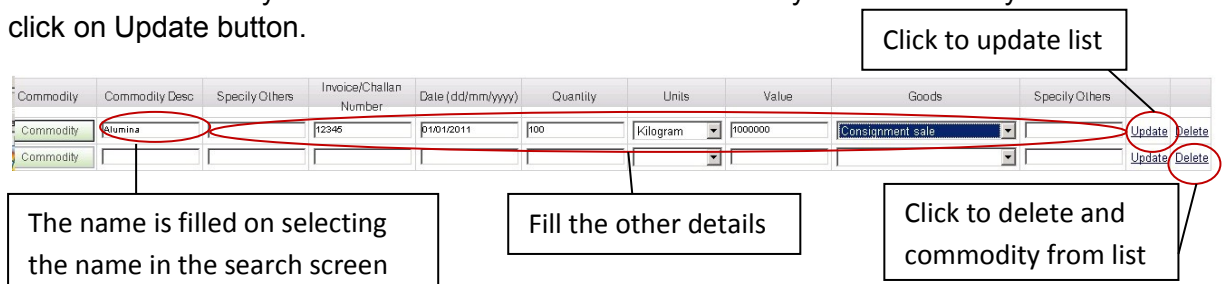 click on Update button.
Click to update list
Commodity Commodity Desc Specily Others Invoice/Challan Number Date (dd/mm/yyyy) Quantily Units Value Goods Specily Others
Commodity Alumina 12345 01/01/2011 100 Kilogram 1000000 Consignment sale Update Delete
Commodity Update Delete
The name is filled on selecting
the name in the search screen
Fill the other details
Click to delete and
commodity from list